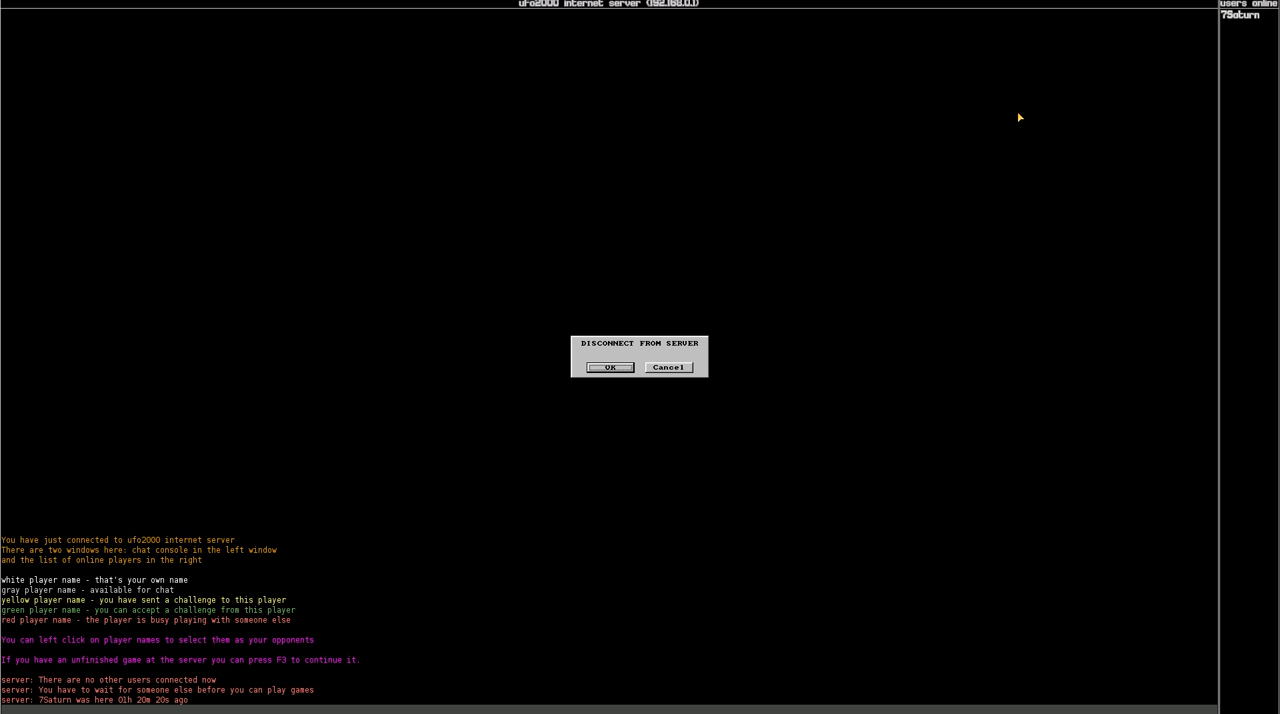 ufo2000 internet server (192.168.0.1)
users online
7Saturn
DISCONNECT FROM SERVER
OK
Cancel
You have just connected to ufo2000 internet server
There are two windows here: chat console in the left window
and the list of online players in the right
white player name - that's your own name
gray player name - available for chat
yellow player name - you have sent a challenge to this player
green player name - you can accept a challenge from this player
red player name - the player is busy playing with someone else
You can left click on player names to select them as your opponents
If you have an unfinished game at the server you can press F3 to continue it.
server: There are no other users connected now
server: You have to wait for someone else before you can play games
server: 7Saturn was here 01h 20m 20s ago